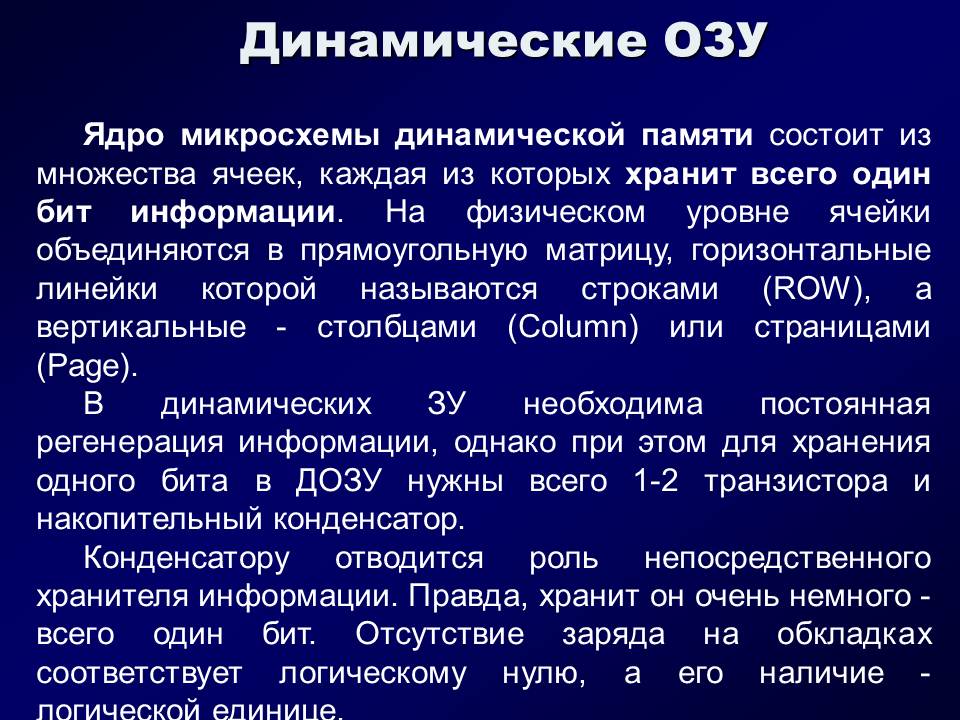 Динамические ОЗУ
Ядро микросхемы динамической памяти состоит из
множества ячеек, каждая из которых хранит всего один
бит информации. На физическом уровне ячейки
объединяются в прямоугольную матрицу, горизонтальные
линейки которой называются строками (ROW), а
вертикальные - столбцами (Column) или страницами
(Page).
В динамических ЗУ необходима постоянная
регенерация информации, однако при этом для хранения
одного бита в ДОЗУ нужны всего 1-2 транзистора и
накопительный конденсатор.
Конденсатору отводится роль непосредственного
хранителя информации. Правда, хранит он очень немного -
всего один бит. Отсутствие заряда на обкладках
соответствует логическому нулю, а его наличие -
логической единице.